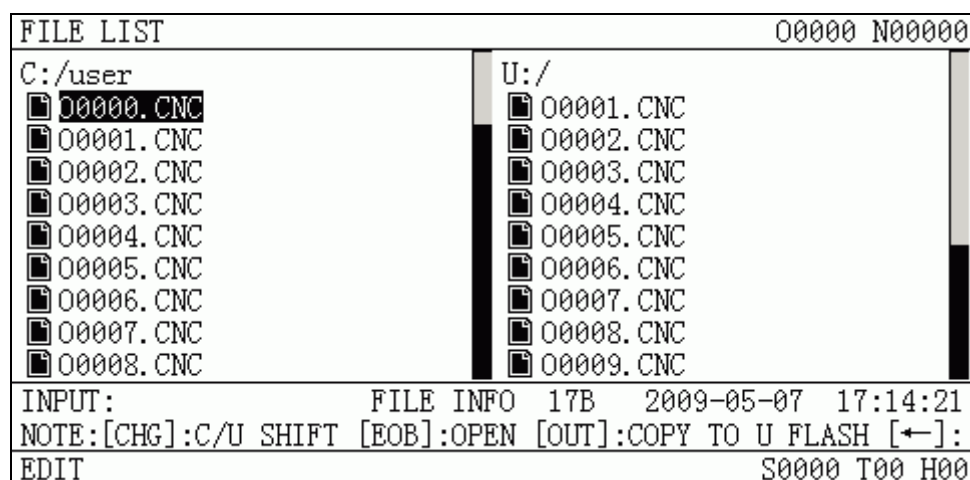 FILE LIST O0000 N00000
C:/user U:/
O0000.CNC O0001.CNC
O0001.CNC O0002.CNC
O0002.CNC O0003.CNC
O0003.CNC O0004.CNC
O0004.CNC O0005.CNC
O0005.CNC O0006.CNC
O0006.CNC O0007.CNC
O0007.CNC O0008.CNC
O0008.CNC O0009.CNC
INPUT: FILE INFO 17B 2009-05-07 17:14:21
NOTE:[CHG]:C/U SHIFT [EOB]:OPEN [OUT]:COPY TO U FLASH [←]:
EDIT S0000 T00 H00